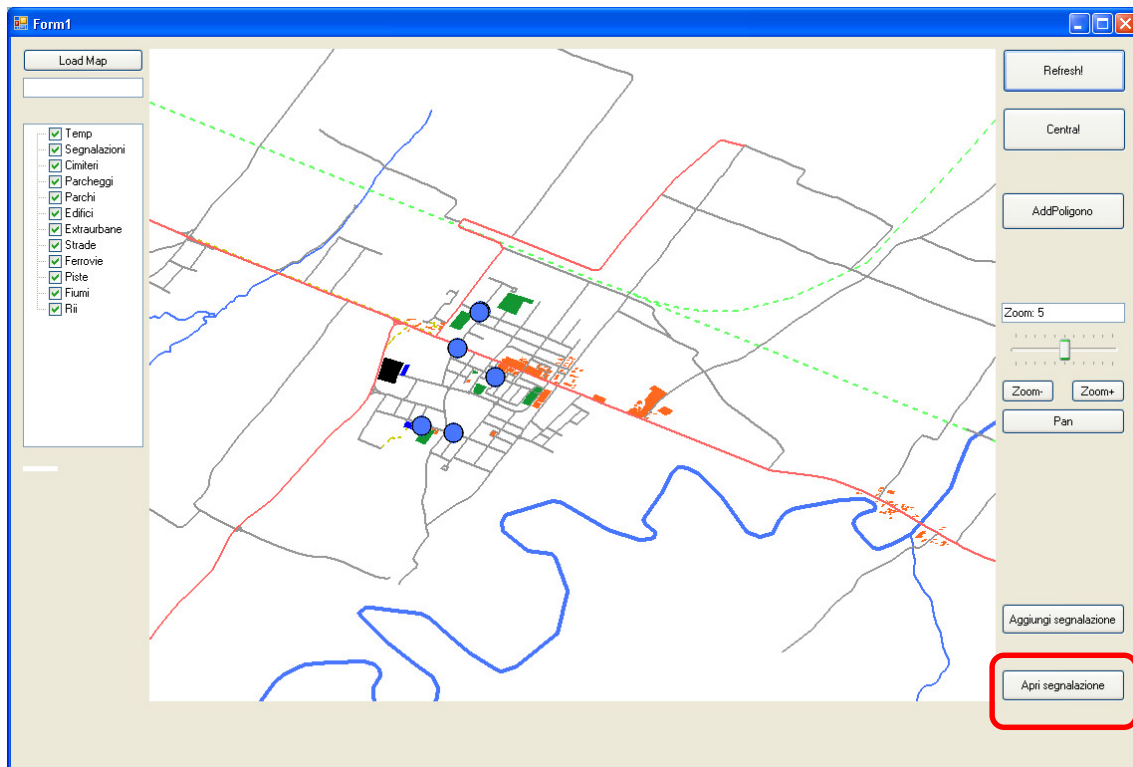 Form1
Load Map
Refresh!
Central
Temp
Segnalazioni
Cimiteri
Parcheggi
Parchi
Edifici
Extraurbane
Strade
Ferrovie
Piste
Fiumi
Rii
AddPoligono
Zoom: 5
Zoom- Zoom+
Pan
Aggiungi segnalazione
Apri segnalazione